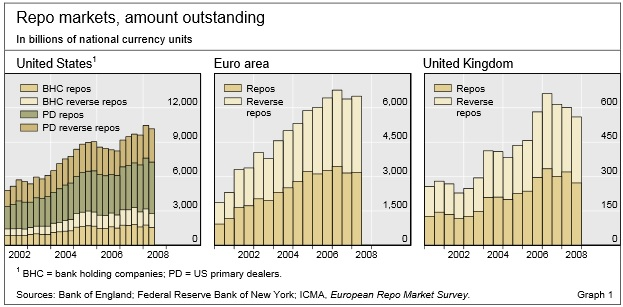 Repo markets, amount outstanding
In billions of national currency units
United States1
BHC repos
BHC reverse repos
PD repos
PD reverse repos
12,000
9,000
6,000
3,000
0
2002 2004 2006 2008
Euro area
Repos
Reverse
repos
6,000
4,500
3,000
1,500
0
2002 2004 2006 2008
United Kingdom
Repos
Reverse
repos
600
450
300
150
0
2002 2004 2006 2008
1 BHC = bank holding companies; PD = US primary dealers.
Sources: Bank of England; Federal Reserve Bank of New York; ICMA, European Repo Market Survey. Graph 1